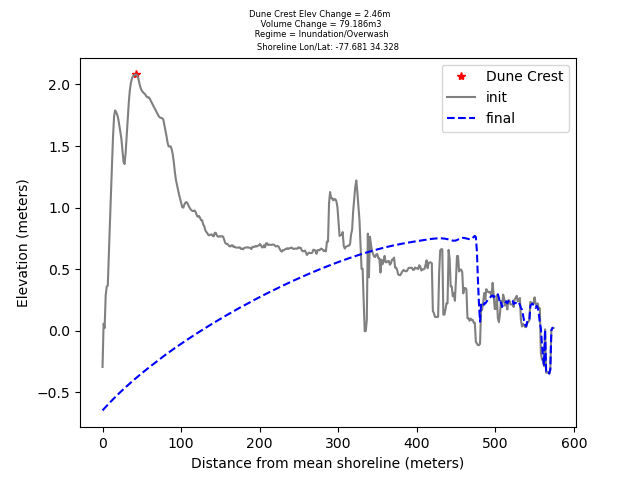 Dune Crest Elev Change = 2.46m
Volume Change = 79.186m3
Regime = Inundation/Overwash
Shoreline Lon/Lat: -77.681 34.328
Dune Crest
init
final
Elevation (meters)
2.0
1.5
1.0
0.5
0.0
−0.5
0 100 200 300 400 500 600
Distance from mean shoreline (meters)